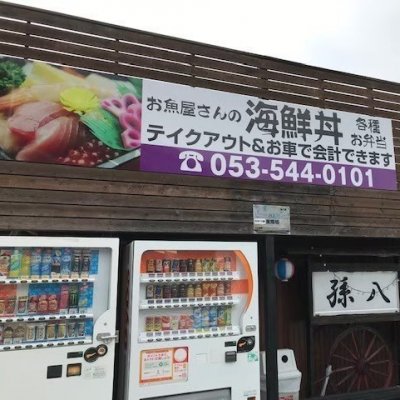 お魚屋さんの
海鮮丼
各種
お弁当
テイクアウト&お車で会計できます
☎053-544-0101
孫八